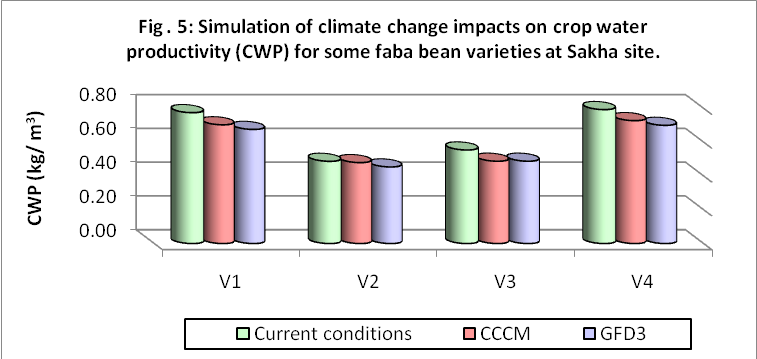 Fig . 5: Simulation of climate change impacts on crop water
productivity (CWP) for some faba bean varieties at Sakha site.
CWP (kg/ m³)
0.80
0.60
0.40
0.20
0.00
V1 V2 V3 V4
Current conditions CCCM GFD3